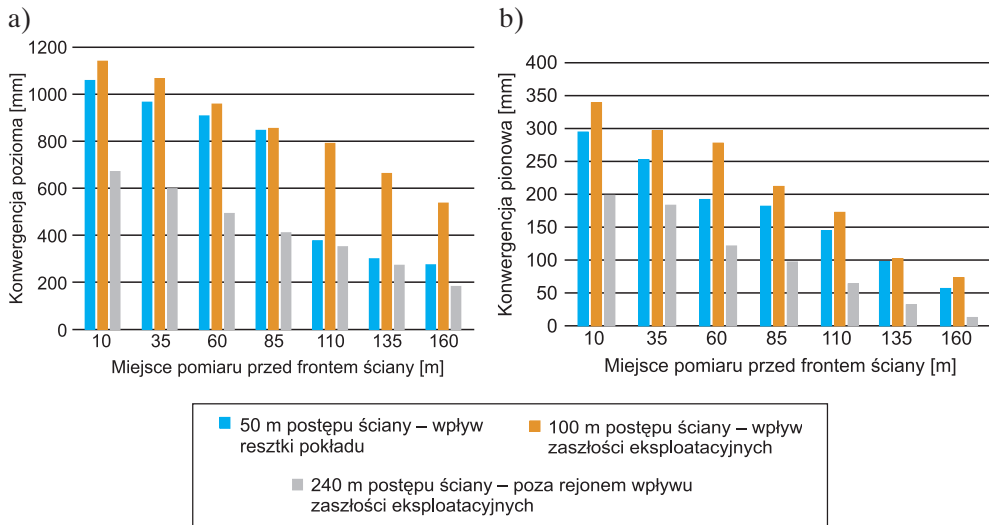 a)
Konwergencja pozioma [mm]
1200
1000
800
600
400
200
0
10 35 60 85 110 135 160
Miejsce pomiaru przed frontem ściany [m]
b)
Konwergencja pionowa [mm]
400
350
300
250
200
150
100
50
0
10 35 60 85 110 135 160
Miejsce pomiaru przed frontem ściany [m]
50 m postępu ściany – wpływ
resztki pokładu
100 m postępu ściany – wpływ
zaszłości eksploatacyjnych
240 m postępu ściany – poza rejonem wpływu
zaszłości eksploatacyjnych